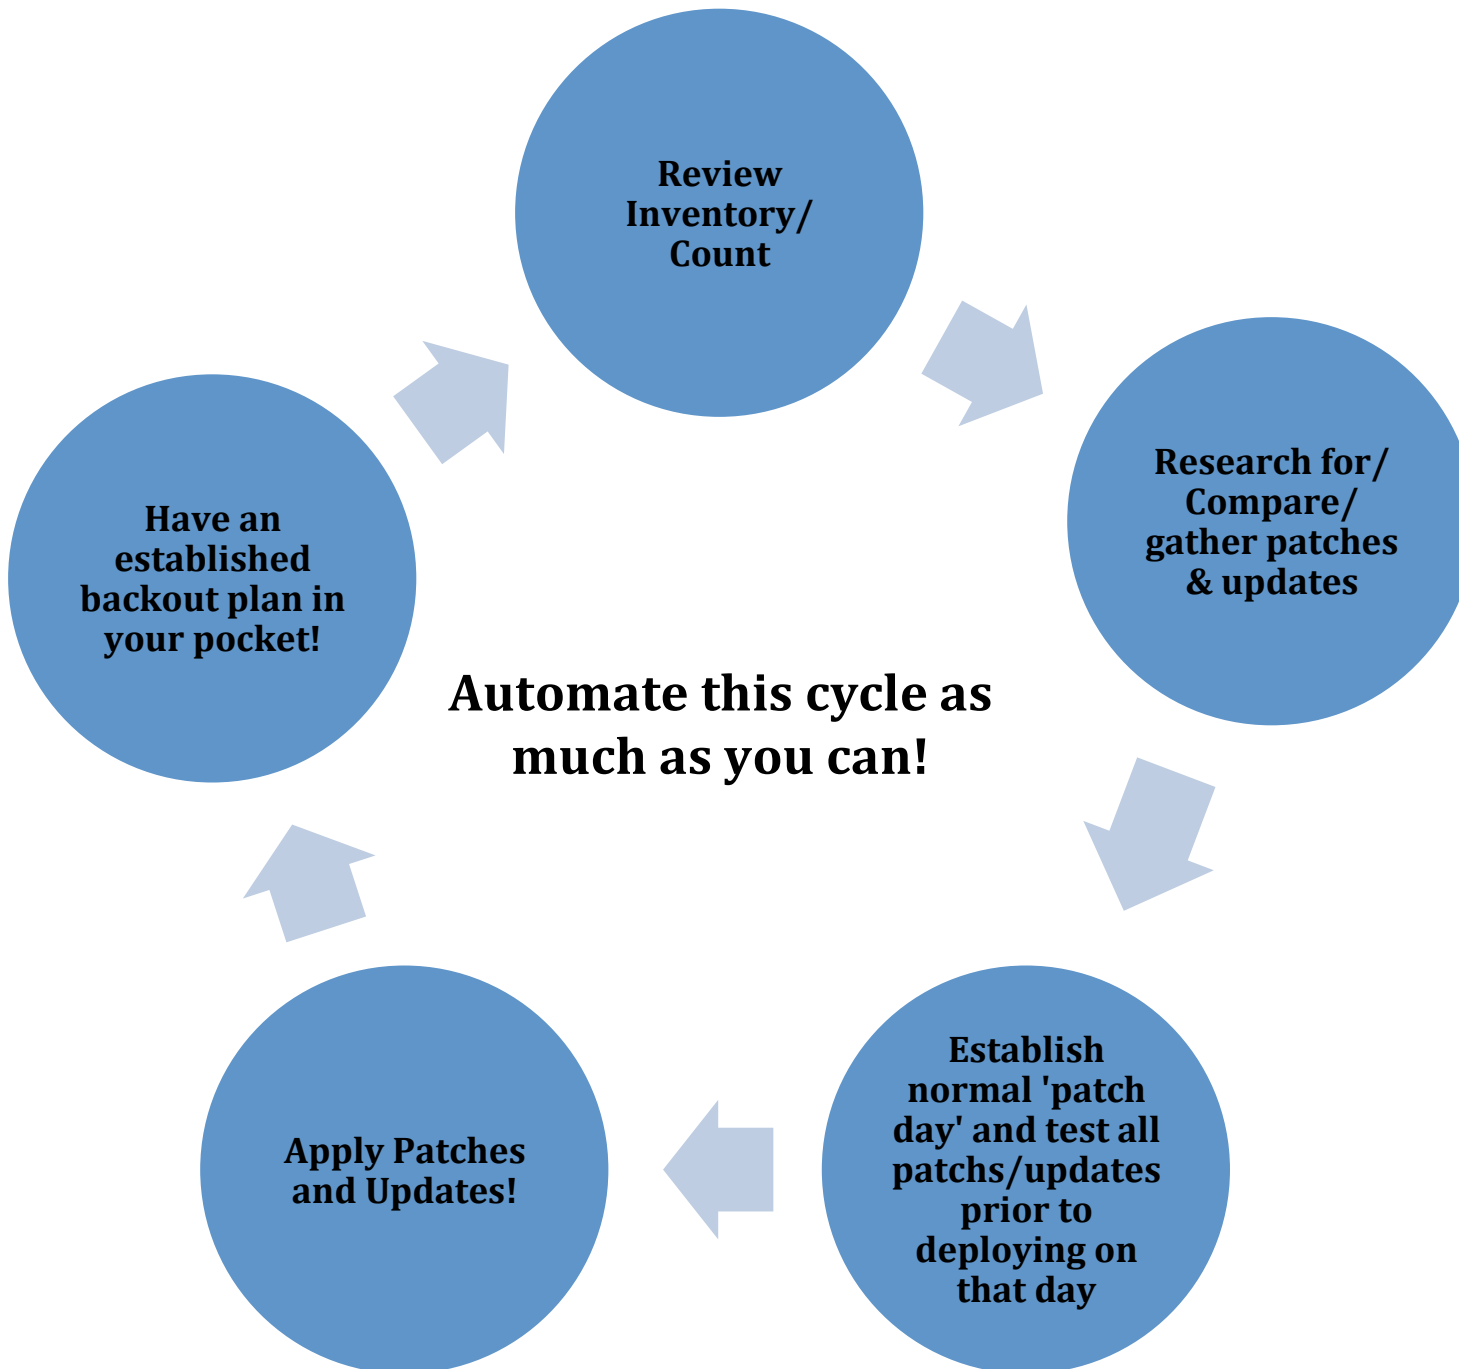 Review
Inventory/
Count
Research for/
Compare/
gather patches
& updates
Establish
normal 'patch
day' and test all
patchs/updates
prior to
deploying on
that day
Apply Patches
and Updates!
Have an
established
backout plan in
your pocket!
Automate this cycle as
much as you can!